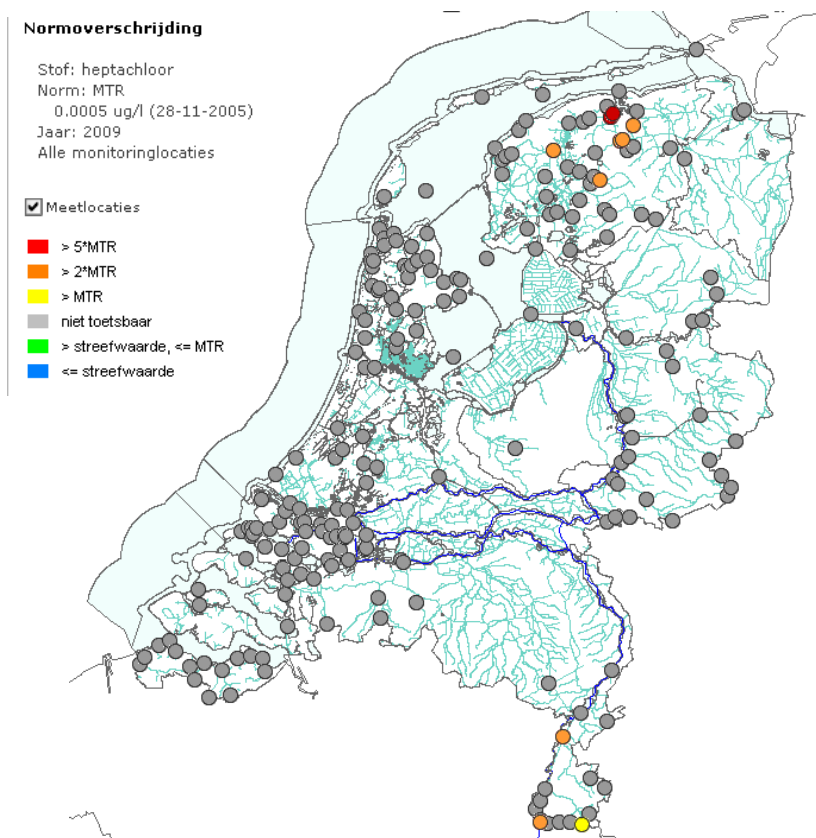 Normoverschrijding
Stof: heptachloor
Norm: MTR
0.0005 ug/l (28-11-2005)
Jaar: 2009
Alle monitoringlocaties
Meetlocaties
> 5*MTR
> 2*MTR
> MTR
niet toetsbaar
> streefwaarde, <= MTR
<= streefwaarde